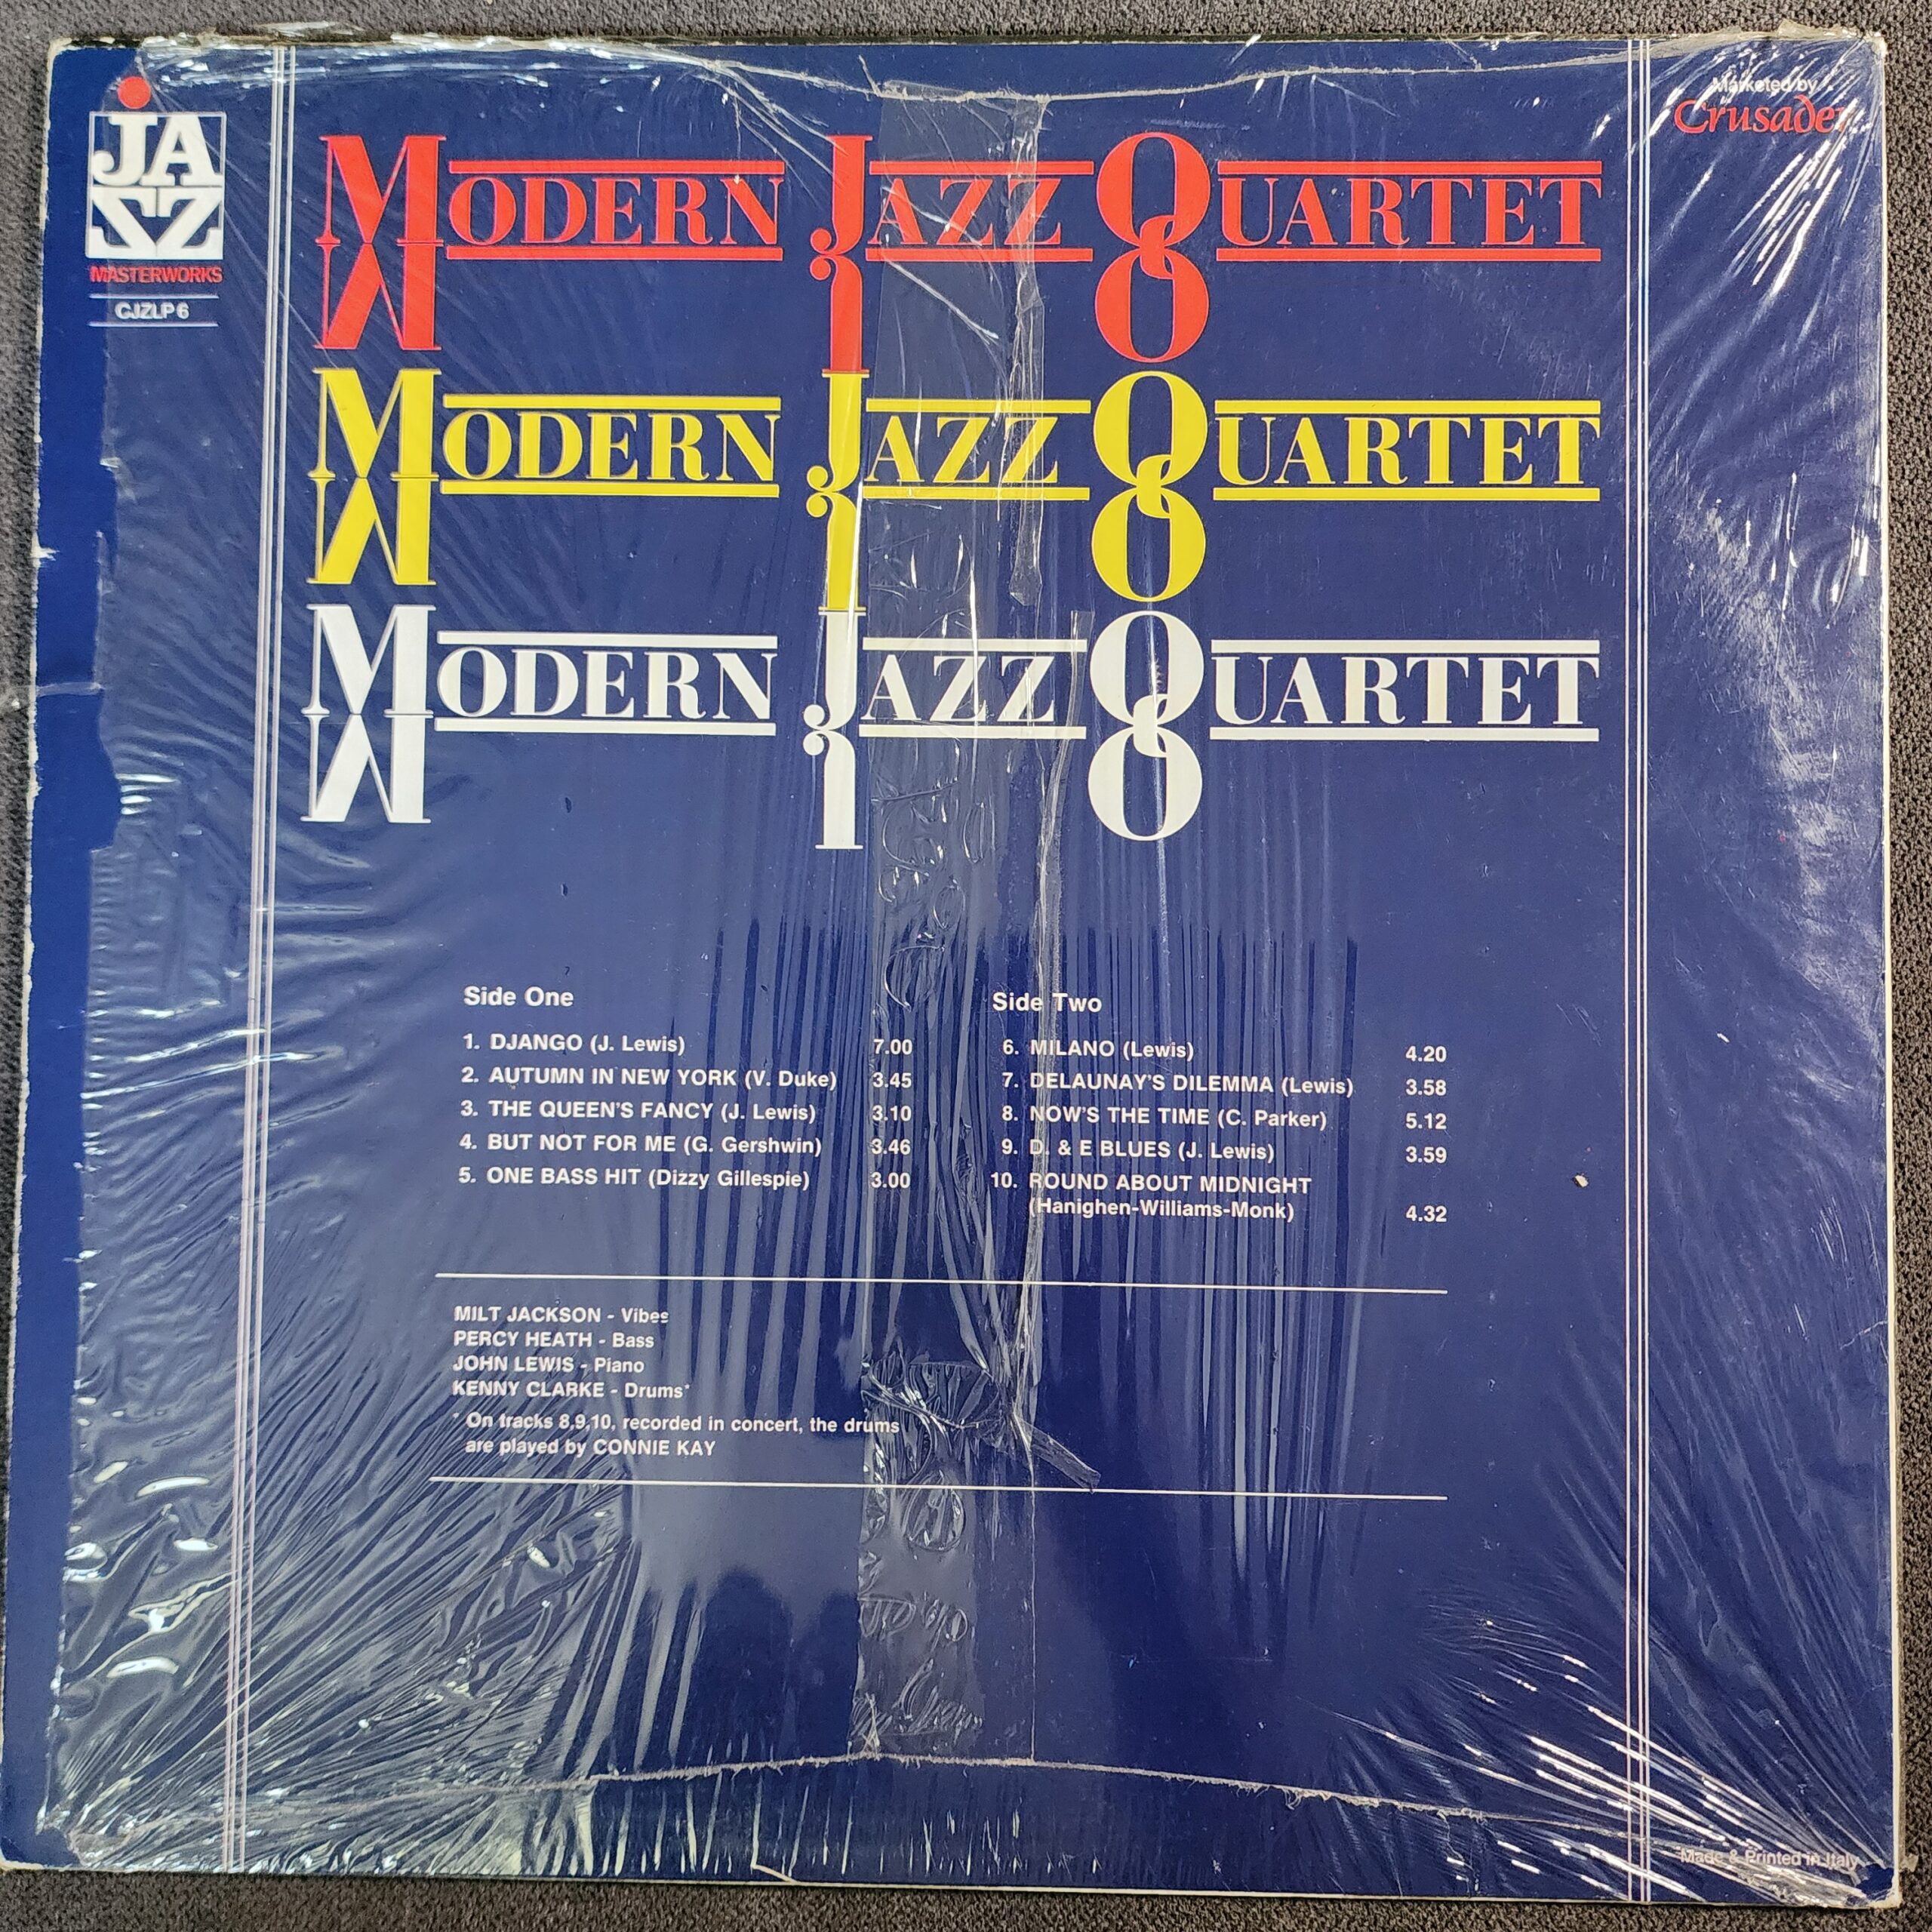 JA
ZZ
MASTERWORKS
CJZLP 6
Marketed by
Crusader
MODERN JAZZ QUARTET
MODERN JAZZ QUARTET
MODERN JAZZ QUARTET
Side One
1. DJANGO (J. Lewis) 7.00
2. AUTUMN IN NEW YORK (V. Duke) 3.45
3. THE QUEEN'S FANCY (J. Lewis) 3.10
4. BUT NOT FOR ME (G. Gershwin) 3.46
5. ONE BASS HIT (Dizzy Gillespie) 3.00
Side Two
6. MILANO (Lewis) 4.20
7. DELAUNAY'S DILEMMA (Lewis) 3.58
8. NOW'S THE TIME (C. Parker) 5.12
9. D. & E BLUES (J. Lewis) 3.59
10. ROUND ABOUT MIDNIGHT
(Hanighen-Williams-Monk) 4.32
MILT JACKSON - Vibes
PERCY HEATH - Bass
JOHN LEWIS - Piano
KENNY CLARKE - Drums*
* On tracks 8,9,10, recorded in concert, the drums
are played by CONNIE KAY
Made & Printed in Italy